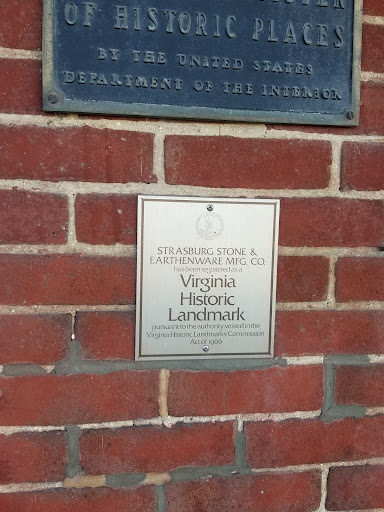 OF HISTORIC PLACES
BY THE UNITED STATES
DEPARTMENT OF THE INTERIOR
STRASBURG STONE &
EARTHENWARE MFG. CO.
has been registered as a
Virginia
Historic
Landmark
pursuant to the authority vested in the
Virginia Historic Landmarks Commission
Act of 1966